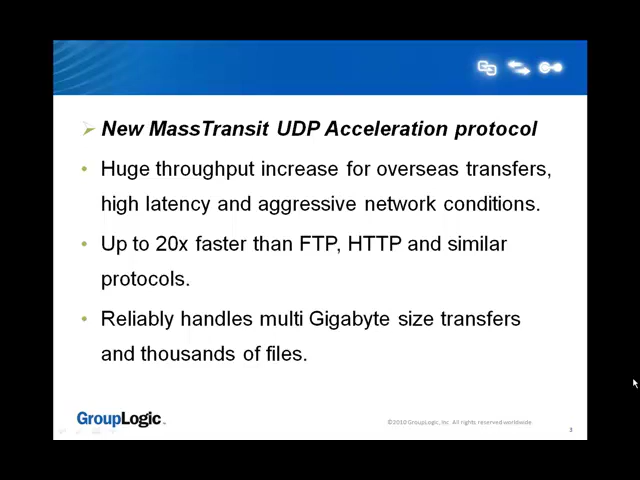 New MassTransit UDP Acceleration protocol
Huge throughput increase for overseas transfers,
high latency and aggressive network conditions.
Up to 20x faster than FTP, HTTP and similar
protocols.
Reliably handles multi Gigabyte size transfers
and thousands of files.
GroupLogic
©2010 GroupLogic, Inc. All rights reserved worldwide
3